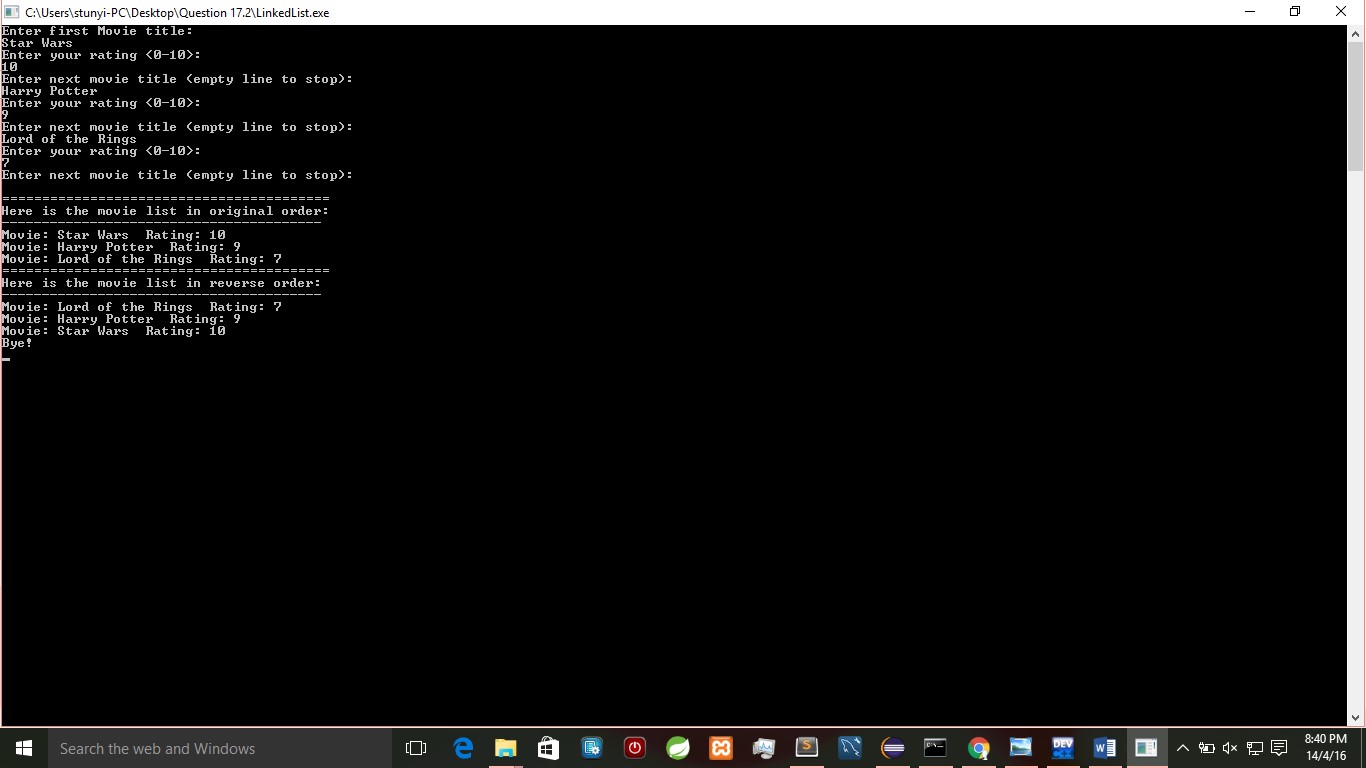 C:\Users\stunyi-PC\Desktop\Question 17.2\LinkedList.exe
Enter first Movie title:
Star Wars
Enter your rating <0-10>:
10
Enter next movie title (empty line to stop):
Harry Potter
Enter your rating <0-10>:
9
Enter next movie title (empty line to stop):
Lord of the Rings
Enter your rating <0-10>:
7
Enter next movie title (empty line to stop):
=========================================
Here is the movie list in original order:
----------------------------------------
Movie: Star Wars  Rating: 10
Movie: Harry Potter  Rating: 9
Movie: Lord of the Rings  Rating: 7
=========================================
Here is the movie list in reverse order:
----------------------------------------
Movie: Lord of the Rings  Rating: 7
Movie: Harry Potter  Rating: 9
Movie: Star Wars  Rating: 10
Bye!
Search the web and Windows
DEV
8:40 PM
14/4/16